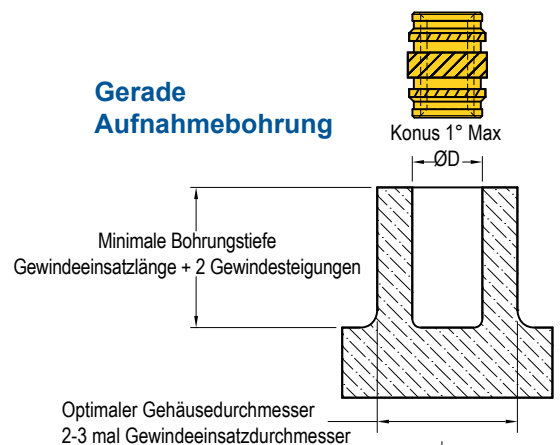 Gerade
Aufnahmebohrung
Konus 1° Max
ØD
Minimale Bohrungstiefe
Gewindeeinsatzlänge + 2 Gewindesteigungen
Optimaler Gehäusedurchmesser
2-3 mal Gewindeeinsatzdurchmesser